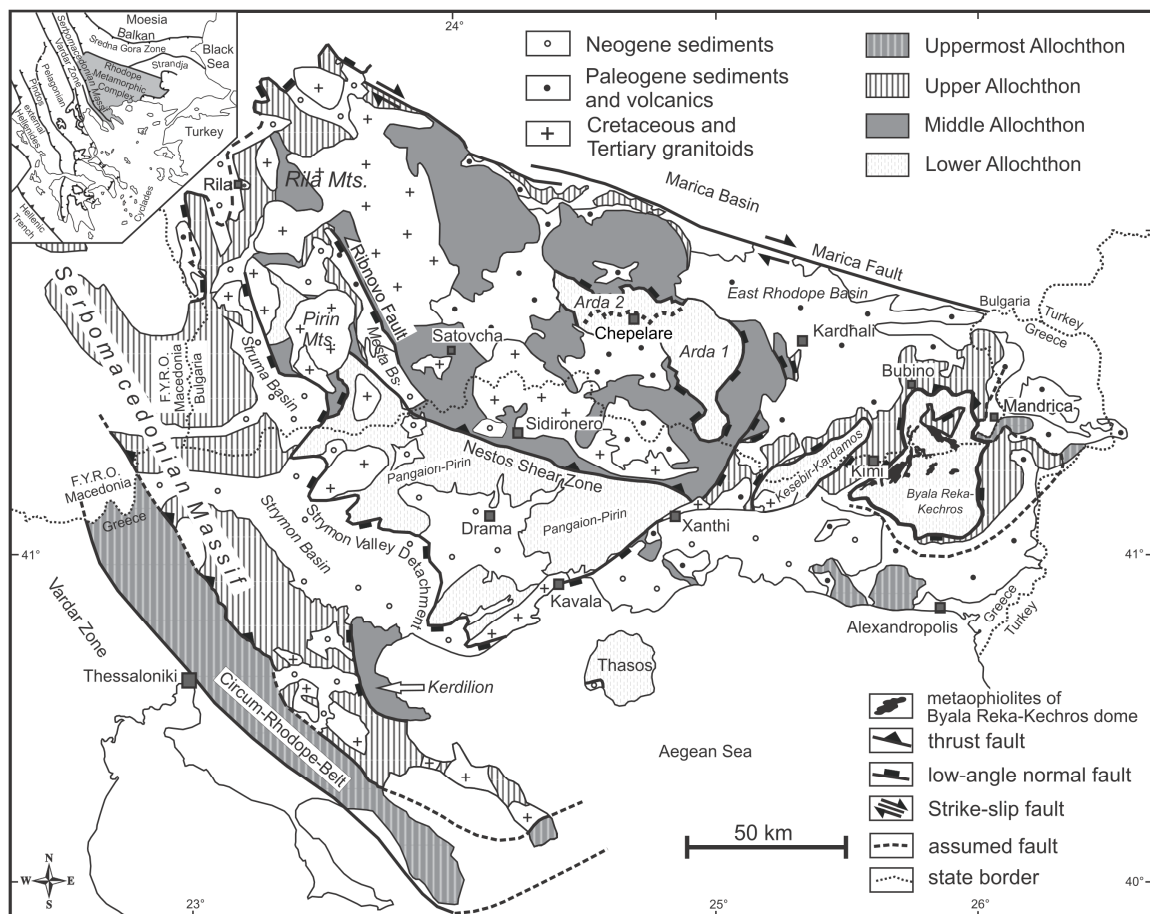 24°
Moesia
Balkan
Sredna Gora Zone
Black
Sea
Strandja
Serbomacedonian Massif
Vardar Zone
Pelagonian
Pindos
external
Hellenides
Rhodope
Metamorphic
Complex
Turkey
Cyclades
Hellenic
Trench
Neogene sediments
Paleogene sediments
and volcanics
Cretaceous and
Tertiary granitoids
Uppermost Allochthon
Upper Allochthon
Middle Allochthon
Lower Allochthon
Rila
Rila Mts.
Marica Basin
Marica Fault
Ribnovo Fault
East Rhodope Basin
Arda 2
Chepelare
Arda 1
Kardhali
Bulgaria
Turkey
Greece
Pirin
Mts.
Mesta Bs.
Satovcha
Struma Basin
F.Y.R.O.
Macedonia
Bulgaria
Serbomacedonian Massif
Bubino
Mandrica
Sidironero
Kesebir-Kardamos
Kimi
Byala Reka-
Kechros
Nestos Shear Zone
Pangaion-Pirin
F.Y.R.O.
Macedonia
Greece
Drama
Pangaion-Pirin
Xanthi
Strymon Basin
Strymon Valley Detachment
41°
41°
Kavala
Greece
Turkey
Alexandropolis
Vardar Zone
Thessaloniki
Circum-Rhodope-Belt
Kerdilion
Thasos
Aegean Sea
metaophiolites of
Byala Reka-Kechros dome
thrust fault
low-angle normal fault
Strike-slip fault
assumed fault
state border
50 km
N
W E
S
40°
23°
25°
26°